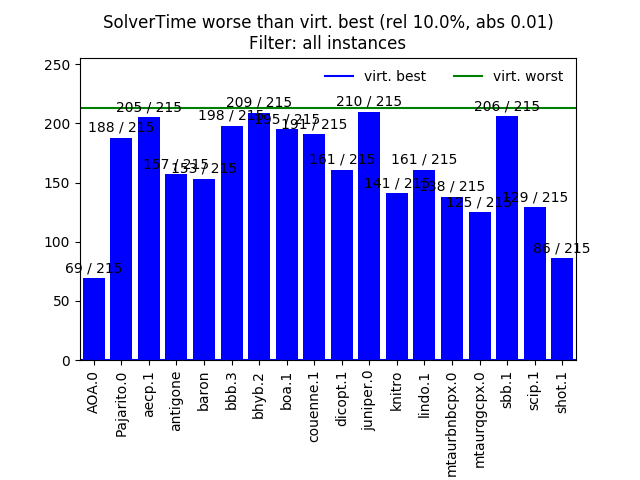 SolverTime worse than virt. best (rel 10.0%, abs 0.01)
Filter: all instances
250
200
150
100
50
0
virt. best
virt. worst
69 / 215
188 / 215
205 / 215
157 / 215
153 / 215
198 / 215
209 / 215
195 / 215
191 / 215
161 / 215
210 / 215
141 / 215
161 / 215
138 / 215
125 / 215
206 / 215
129 / 215
86 / 215
AOA.0
Pajarito.0
aecp.1
antigone
baron
bbb.3
bhyb.2
boa.1
couenne.1
dicopt.1
juniper.0
knitro
lindo.1
mtaurbnbcpx.0
mtaurqgcpx.0
sbb.1
scip.1
shot.1